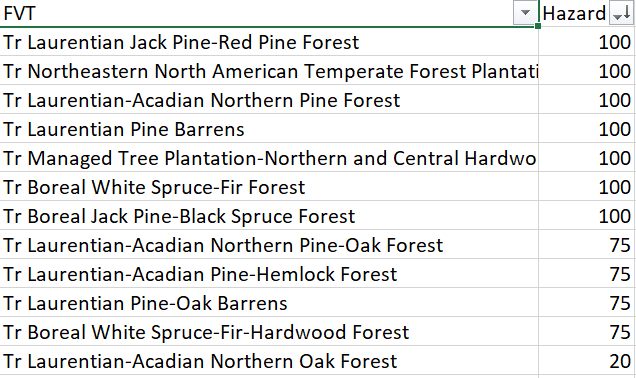 FVT Hazard
Tr Laurentian Jack Pine-Red Pine Forest 100
Tr Northeastern North American Temperate Forest Plantati 100
Tr Laurentian-Acadian Northern Pine Forest 100
Tr Laurentian Pine Barrens 100
Tr Managed Tree Plantation-Northern and Central Hardwo 100
Tr Boreal White Spruce-Fir Forest 100
Tr Boreal Jack Pine-Black Spruce Forest 100
Tr Laurentian-Acadian Northern Pine-Oak Forest 75
Tr Laurentian-Acadian Pine-Hemlock Forest 75
Tr Laurentian Pine-Oak Barrens 75
Tr Boreal White Spruce-Fir-Hardwood Forest 75
Tr Laurentian-Acadian Northern Oak Forest 20